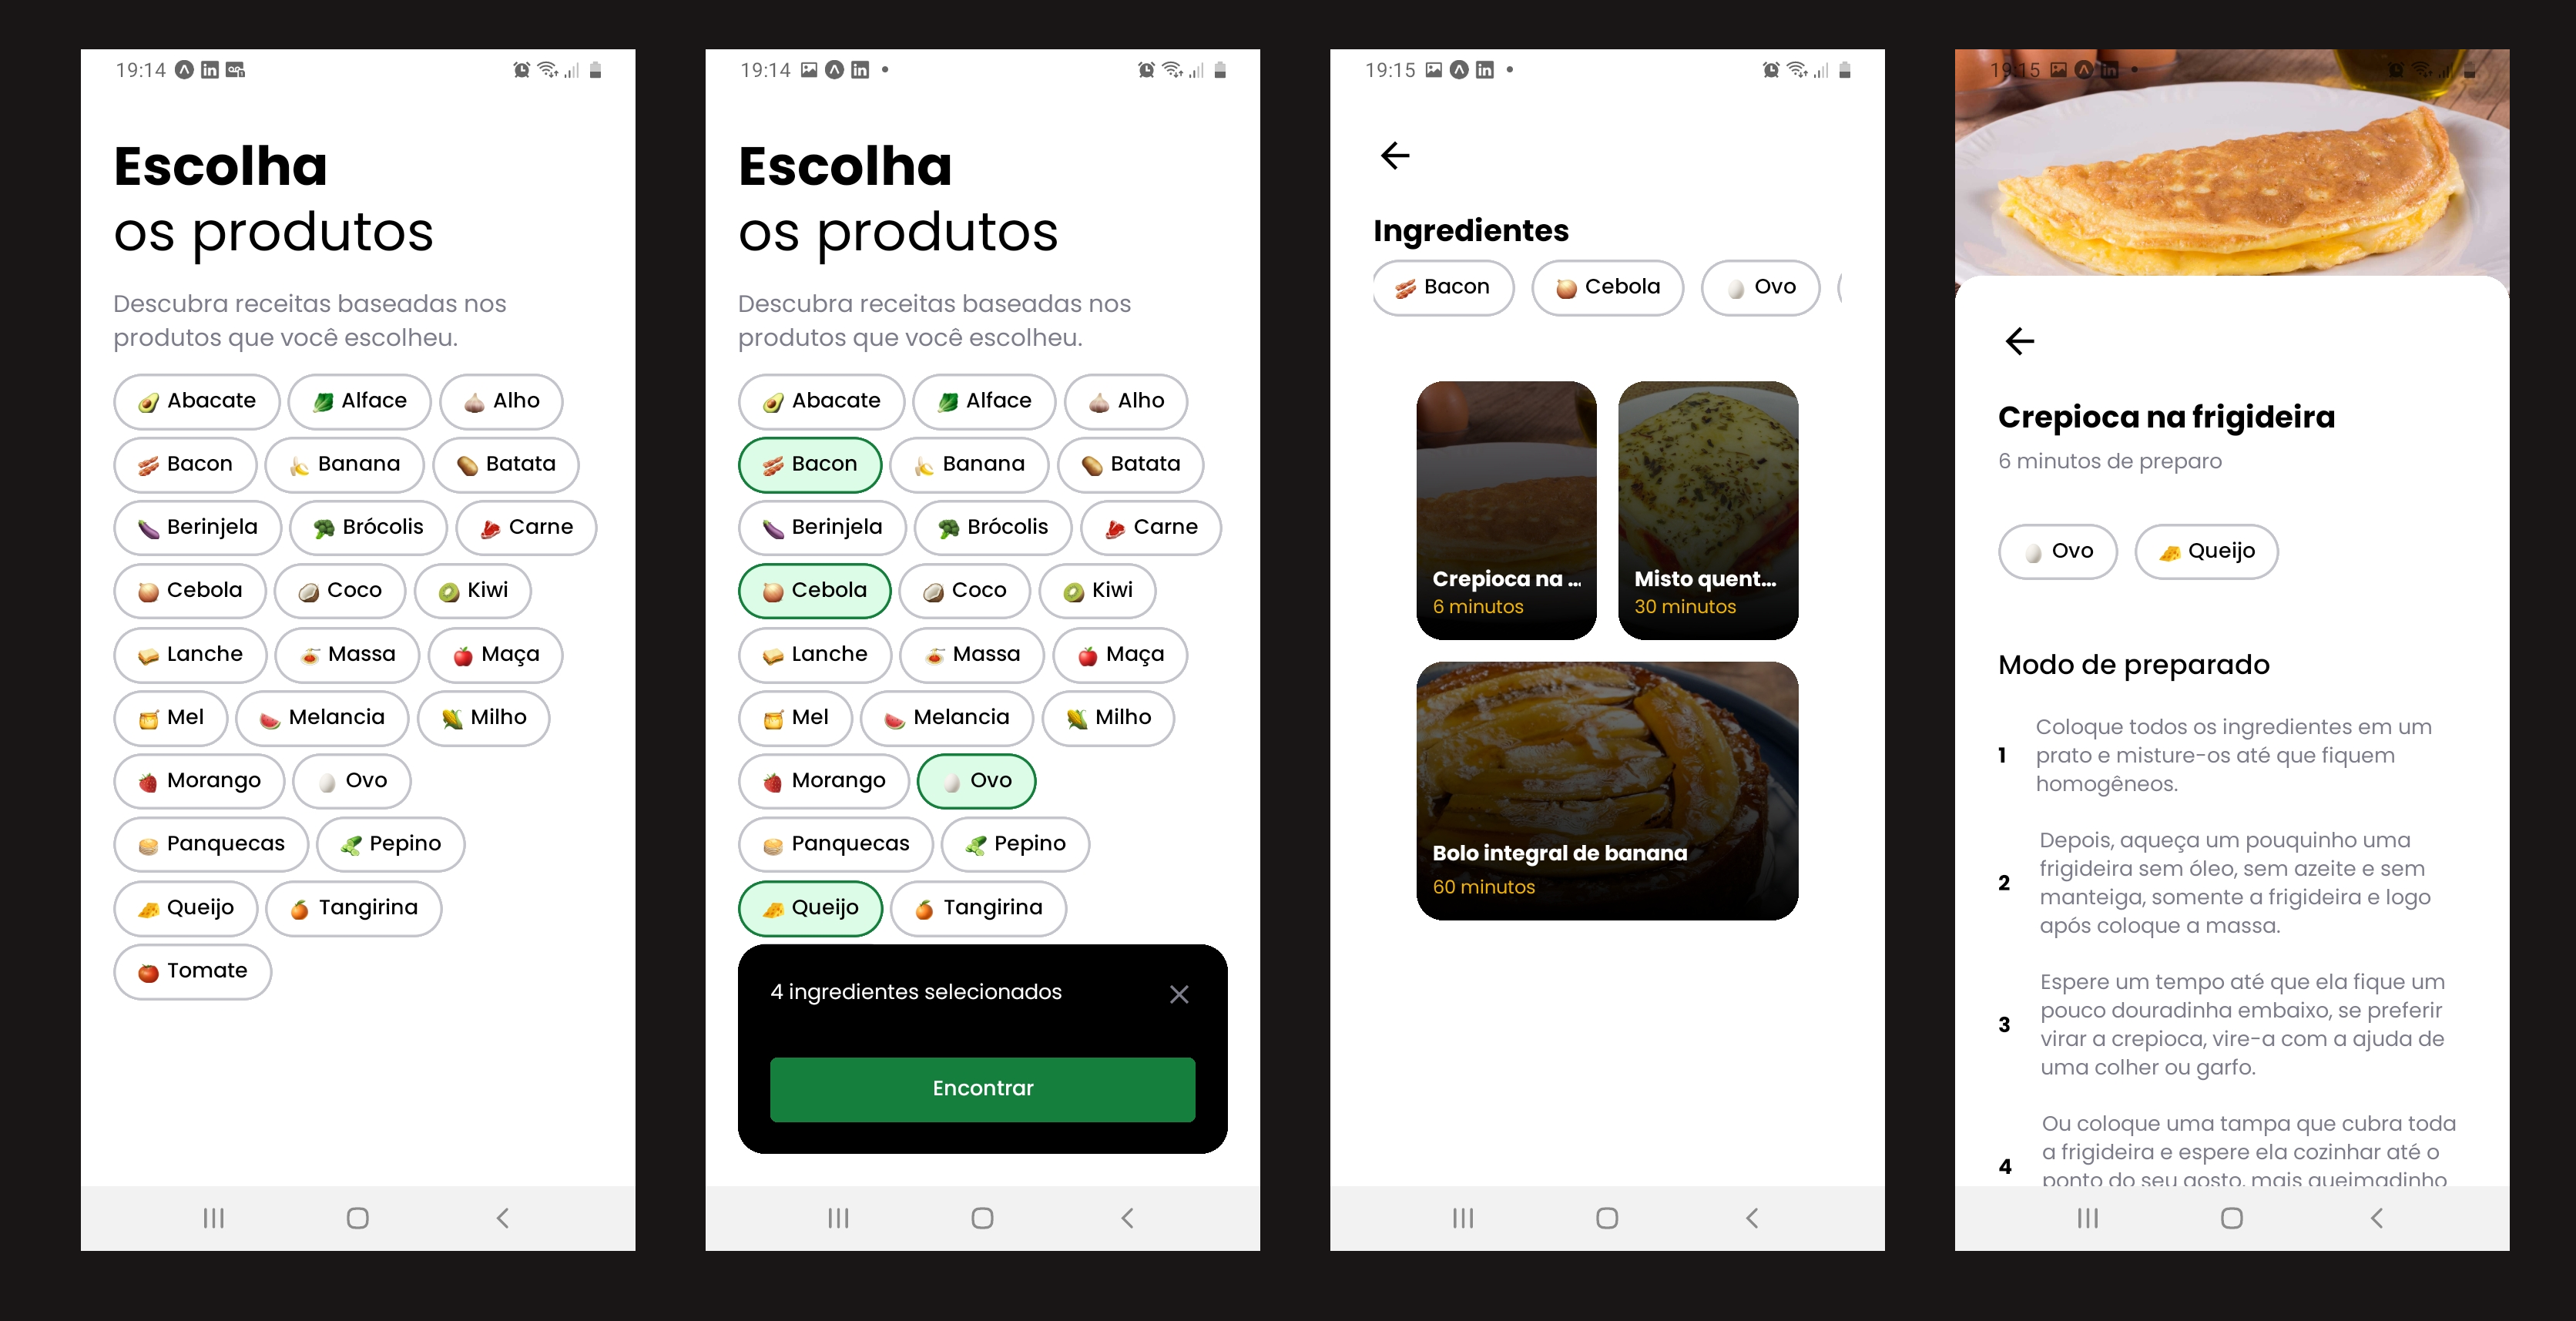 19:14
Escolha
os produtos
Descubra receitas baseadas nos
produtos que você escolheu.
Abacate Alface Alho
Bacon Banana Batata
Berinjela Brócolis Carne
Cebola Coco Kiwi
Lanche Massa Maça
Mel Melancia Milho
Morango Ovo
Panquecas Pepino
Queijo Tangirina
Tomate
19:14
Escolha
os produtos
Descubra receitas baseadas nos
produtos que você escolheu.
Abacate Alface Alho
Bacon Banana Batata
Berinjela Brócolis Carne
Cebola Coco Kiwi
Lanche Massa Maça
Mel Melancia Milho
Morango Ovo
Panquecas Pepino
Queijo Tangirina
4 ingredientes selecionados
Encontrar
19:15
Ingredientes
Bacon Cebola Ovo
Crepioca na ...
6 minutos
Misto quent...
30 minutos
Bolo integral de banana
60 minutos
19:15
Crepioca na frigideira
6 minutos de preparo
Ovo Queijo
Modo de preparado
1 Coloque todos os ingredientes em um
prato e misture-os até que fiquem
homogêneos.
2 Depois, aqueça um pouquinho uma
frigideira sem óleo, sem azeite e sem
manteiga, somente a frigideira e logo
após coloque a massa.
3 Espere um tempo até que ela fique um
pouco douradinha embaixo, se preferir
virar a crepioca, vire-a com a ajuda de
uma colher ou garfo.
4 Ou coloque uma tampa que cubra toda
a frigideira e espere ela cozinhar até o
ponto do seu gosto, mais queimadinho